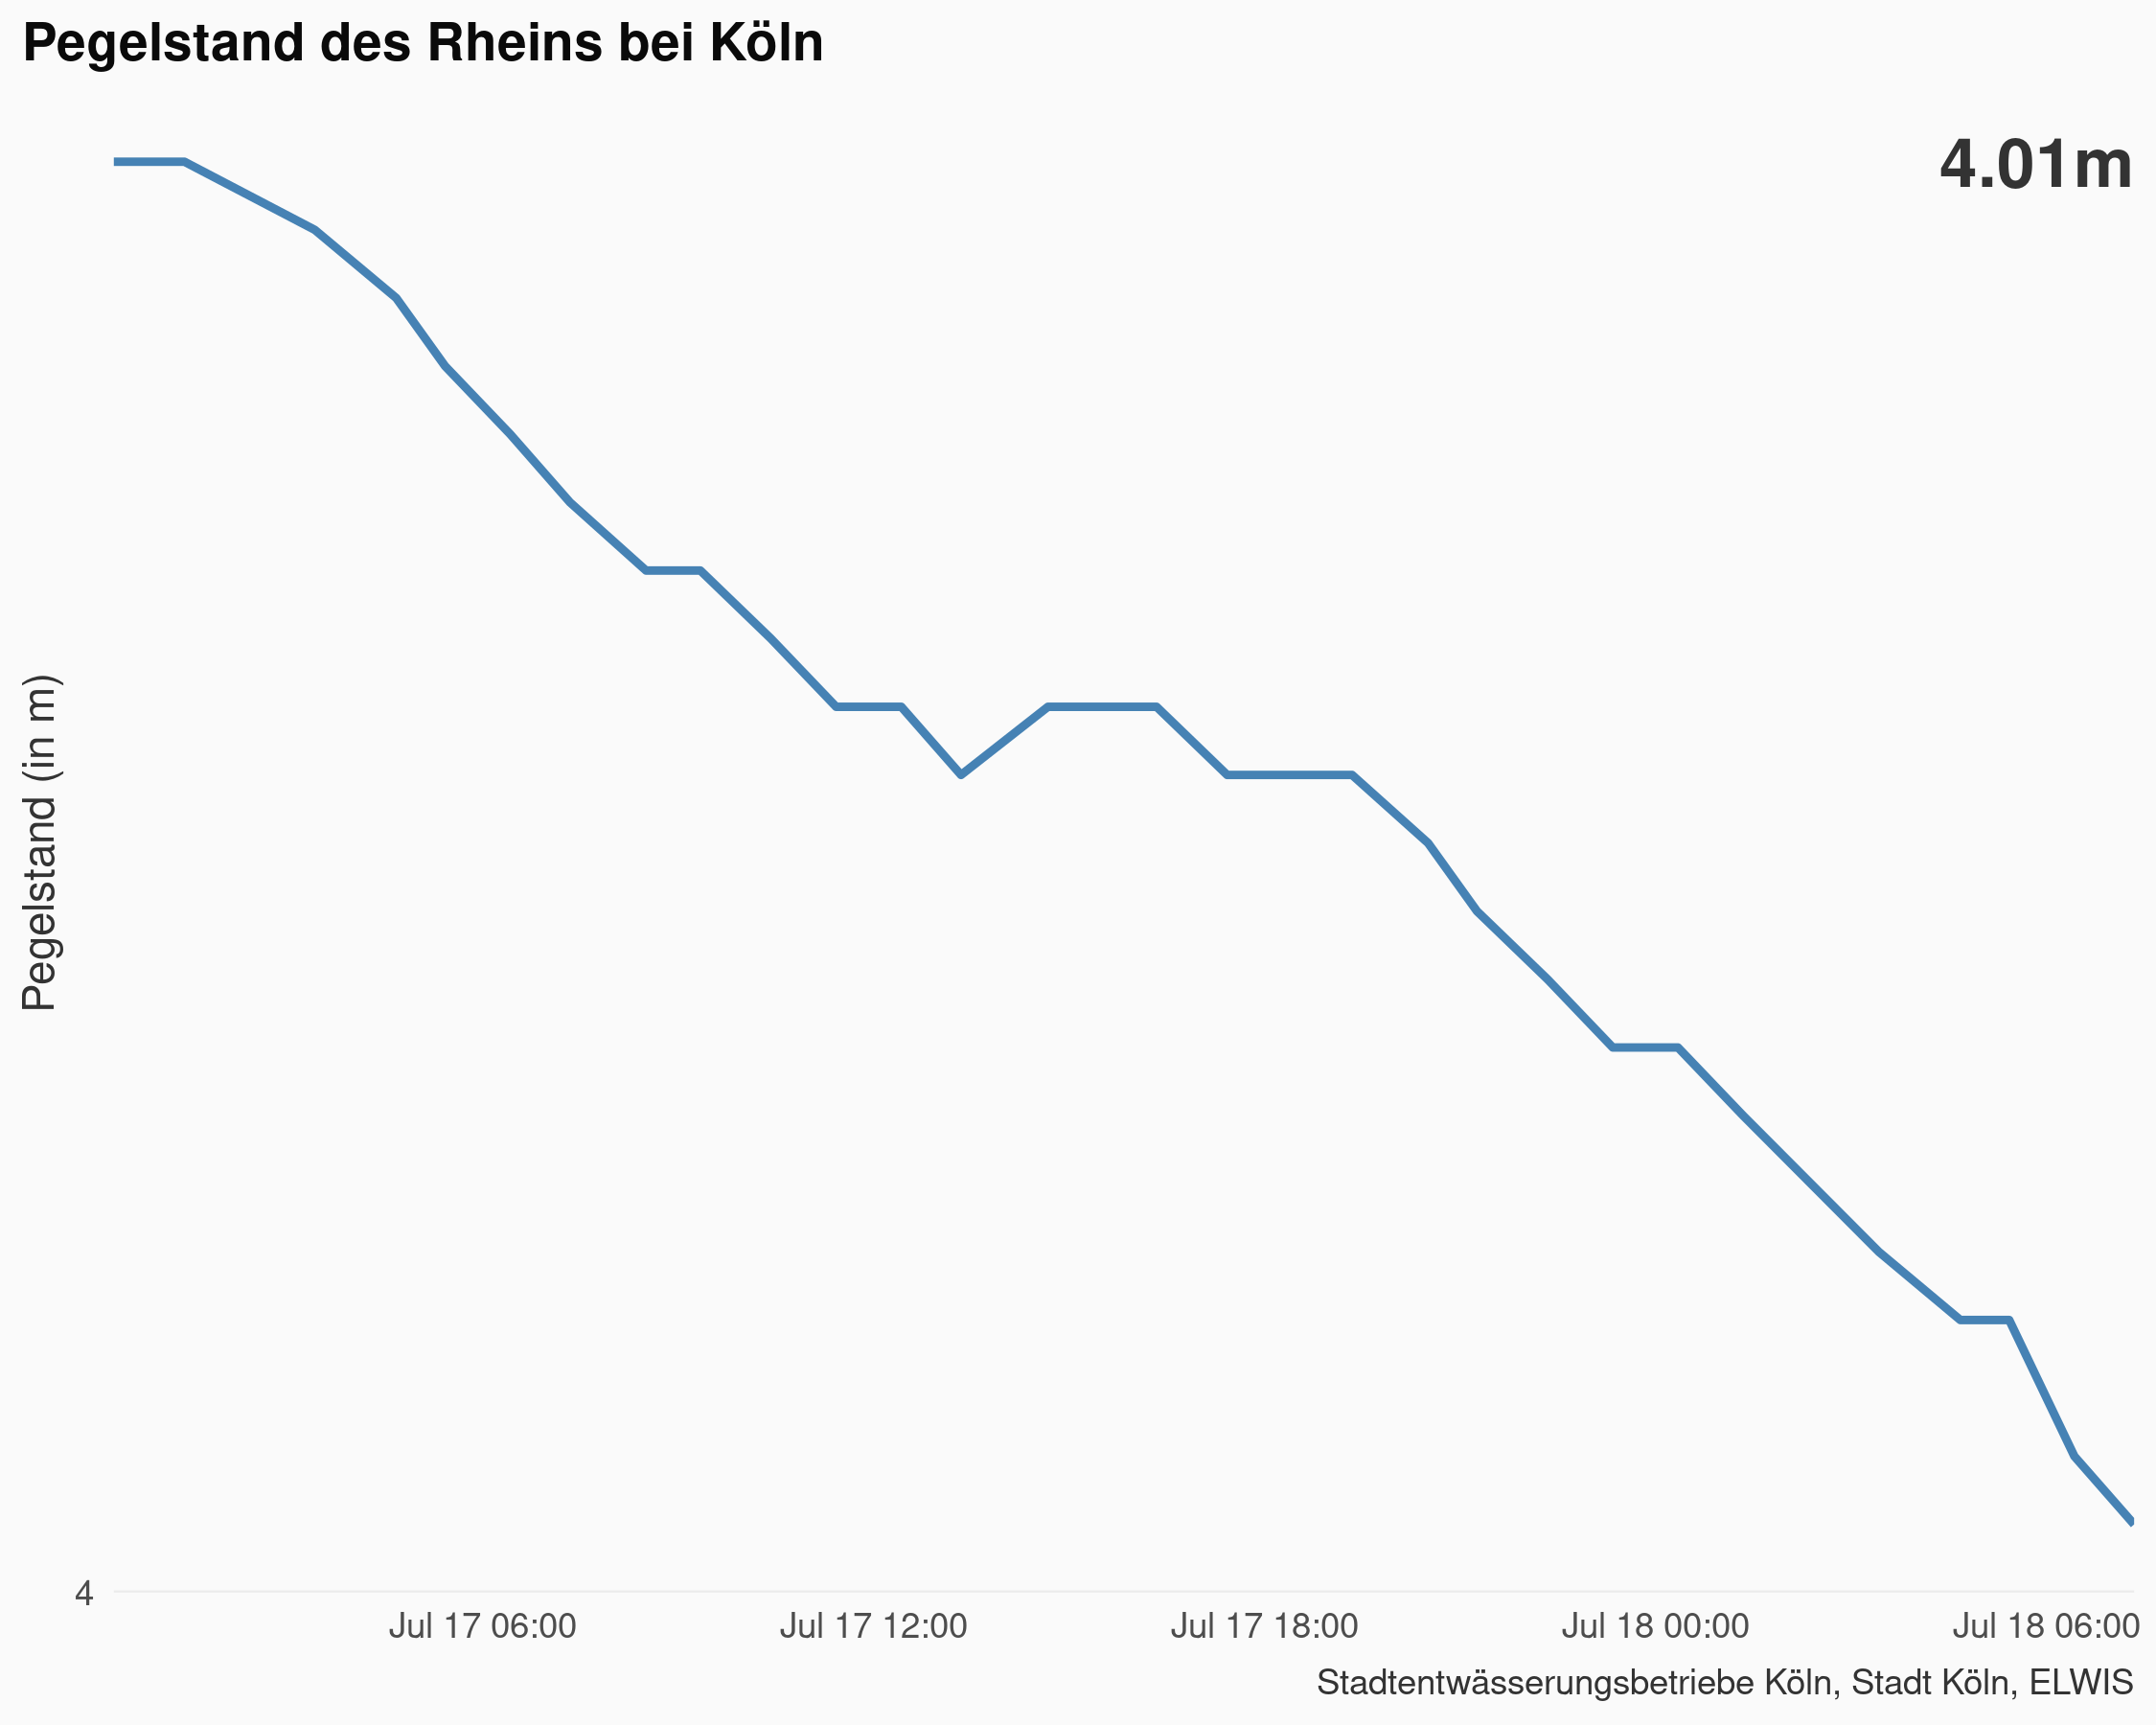 Pegelstand des Rheins bei Köln
4.01m
Pegelstand (in m)
4
Jul 17 06:00
Jul 17 12:00
Jul 17 18:00
Jul 18 00:00
Jul 18 06:00
Stadtentwässerungsbetriebe Köln, Stadt Köln, ELWIS